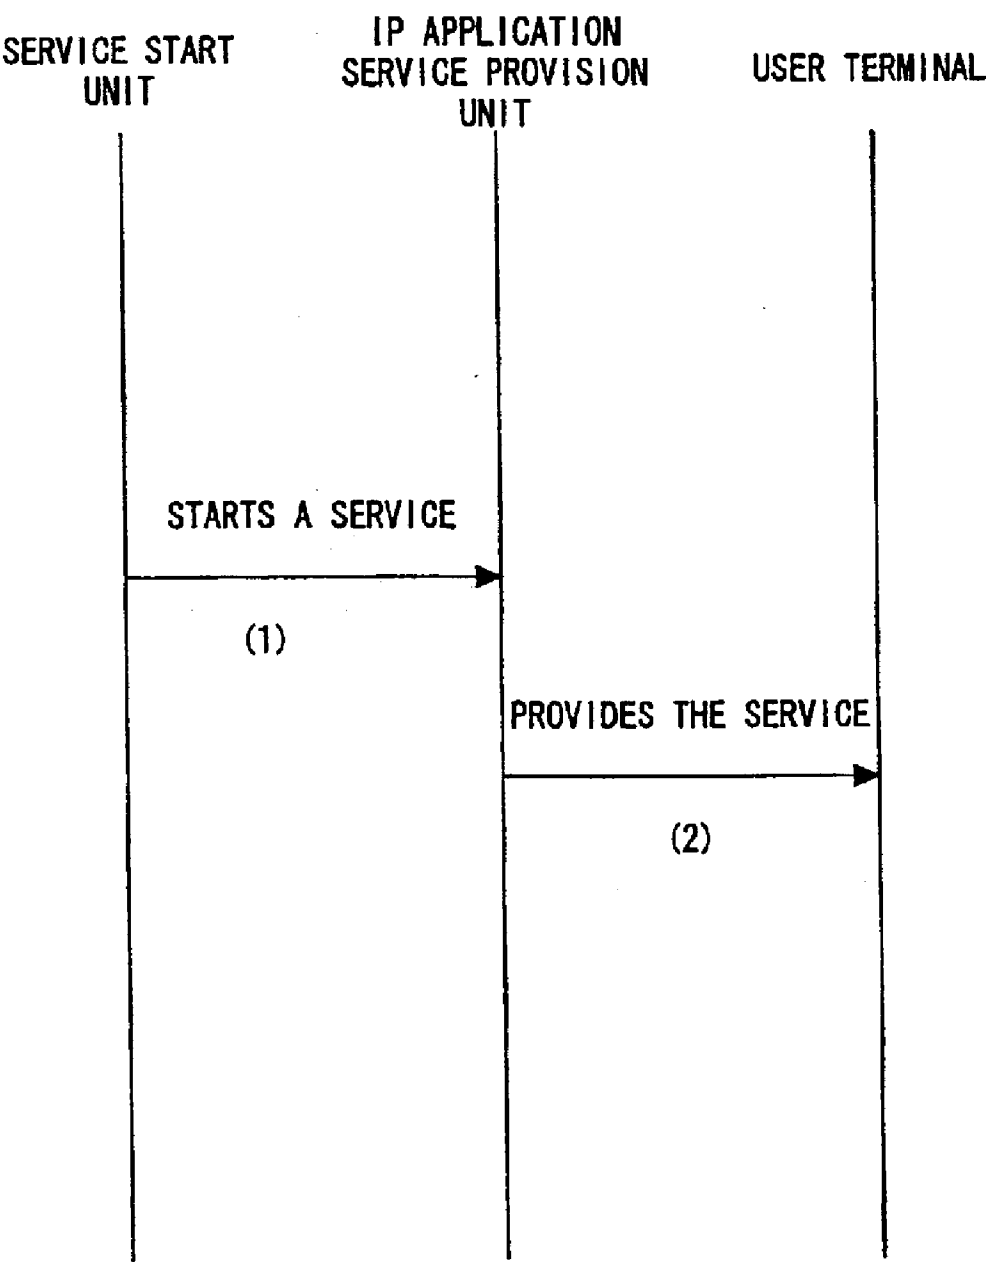 SERVICE START
UNIT
IP APPLICATION
SERVICE PROVISION
UNIT
USER TERMINAL
STARTS A SERVICE
(1)
PROVIDES THE SERVICE
(2)